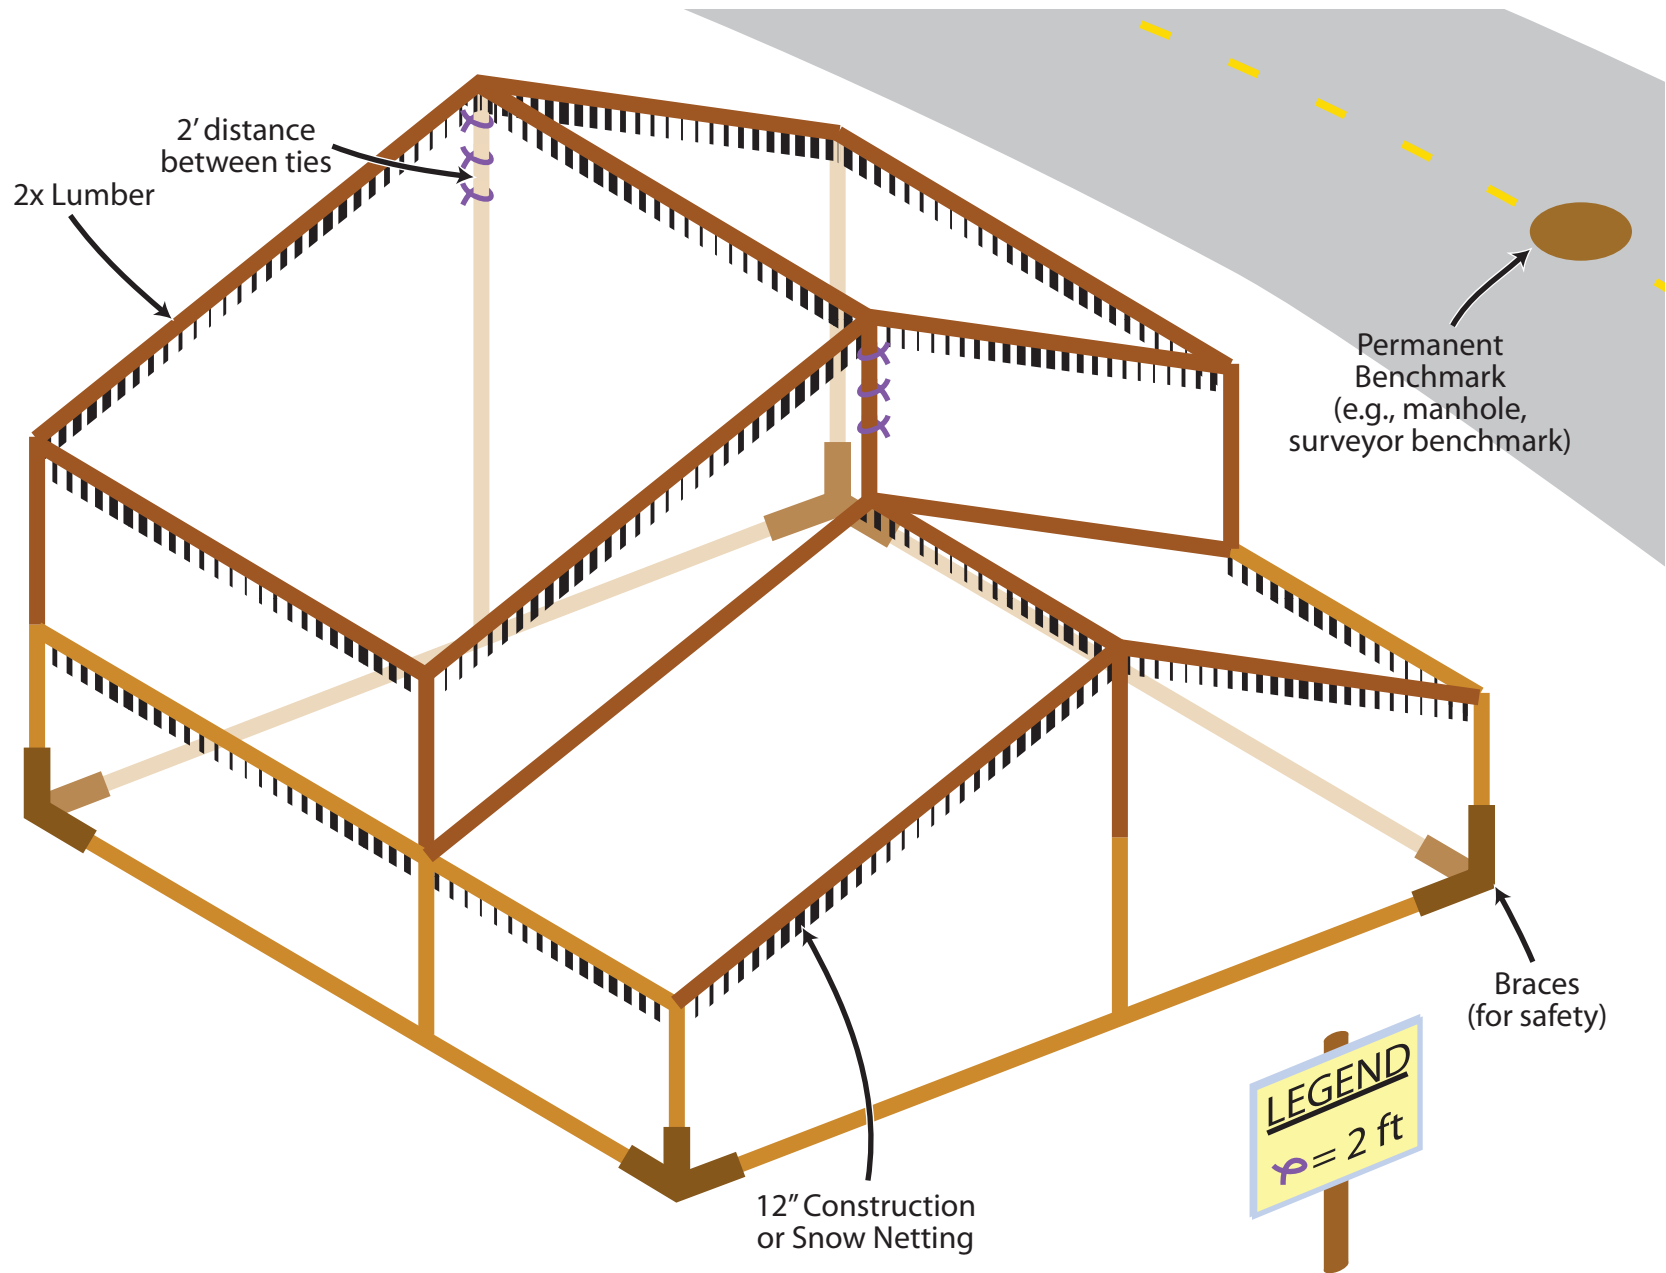 2’ distance
between ties
2x Lumber
Permanent
Benchmark
(e.g., manhole,
surveyor benchmark)
Braces
(for safety)
LEGEND
= 2 ft
12” Construction
or Snow Netting